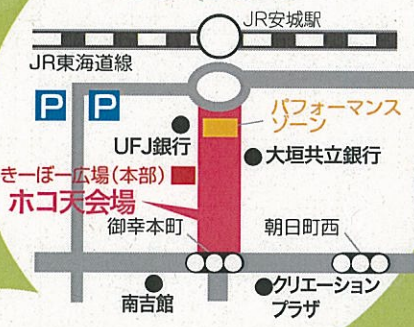 JR安城駅
JR東海道線
P
P
パフォーマンス
ゾーン
UFJ銀行
大垣共立銀行
きーぼー広場(本部)
ホコ天会場
御幸本町
朝日町西
南吉館
クリエーション
プラザ